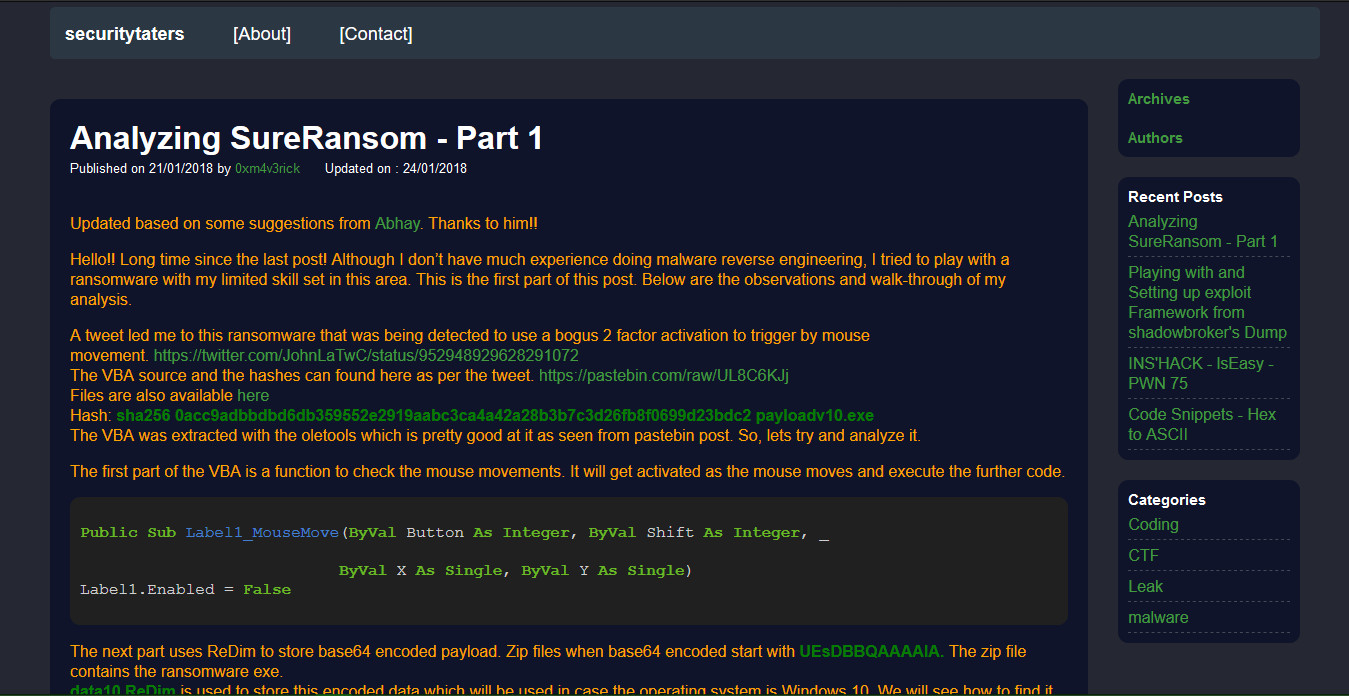 securitytaters [About] [Contact]
Analyzing SureRansom - Part 1
Published on 21/01/2018 by 0xm4v3rick Updated on : 24/01/2018
Updated based on some suggestions from Abhay. Thanks to him!!
Hello!! Long time since the last post! Although I don’t have much experience doing malware reverse engineering, I tried to play with a
ransomware with my limited skill set in this area. This is the first part of this post. Below are the observations and walk-through of my
analysis.
A tweet led me to this ransomware that was being detected to use a bogus 2 factor activation to trigger by mouse
movement. https://twitter.com/JohnLaTwC/status/952948929628291072
The VBA source and the hashes can found here as per the tweet. https://pastebin.com/raw/UL8C6KJj
Files are also available here
Hash: sha256 0acc9adbbdbd6db359552e2919aabc3ca4a42a28b3b7c3d26fb8f0699d23bdc2 payloadv10.exe
The VBA was extracted with the oletools which is pretty good at it as seen from pastebin post. So, lets try and analyze it.
The first part of the VBA is a function to check the mouse movements. It will get activated as the mouse moves and execute the further code.
Public Sub Label1_MouseMove(ByVal Button As Integer, ByVal Shift As Integer, _
ByVal X As Single, ByVal Y As Single)
Label1.Enabled = False
The next part uses ReDim to store base64 encoded payload. Zip files when base64 encoded start with UEsDBBQAAAAIA. The zip file
contains the ransomware exe.
data10 ReDim is used to store this encoded data which will be used in case the operating system is Windows 10. We will see how to find it
Archives
Authors
Recent Posts
Analyzing
SureRansom - Part 1
Playing with and
Setting up exploit
Framework from
shadowbroker's Dump
INS'HACK - IsEasy -
PWN 75
Code Snippets - Hex
to ASCII
Categories
Coding
CTF
Leak
malware